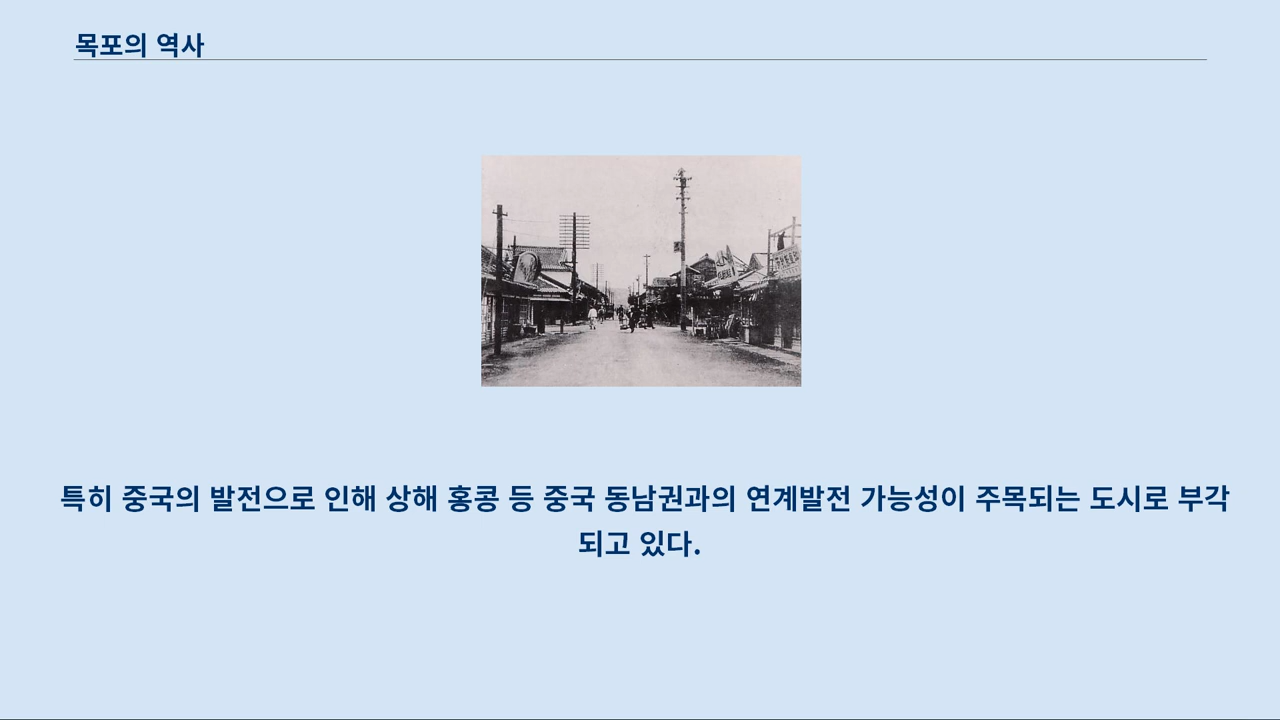 목포의 역사
특히 중국의 발전으로 인해 상해 홍콩 등 중국 동남권과의 연계발전 가능성이 주목되는 도시로 부각
되고 있다.